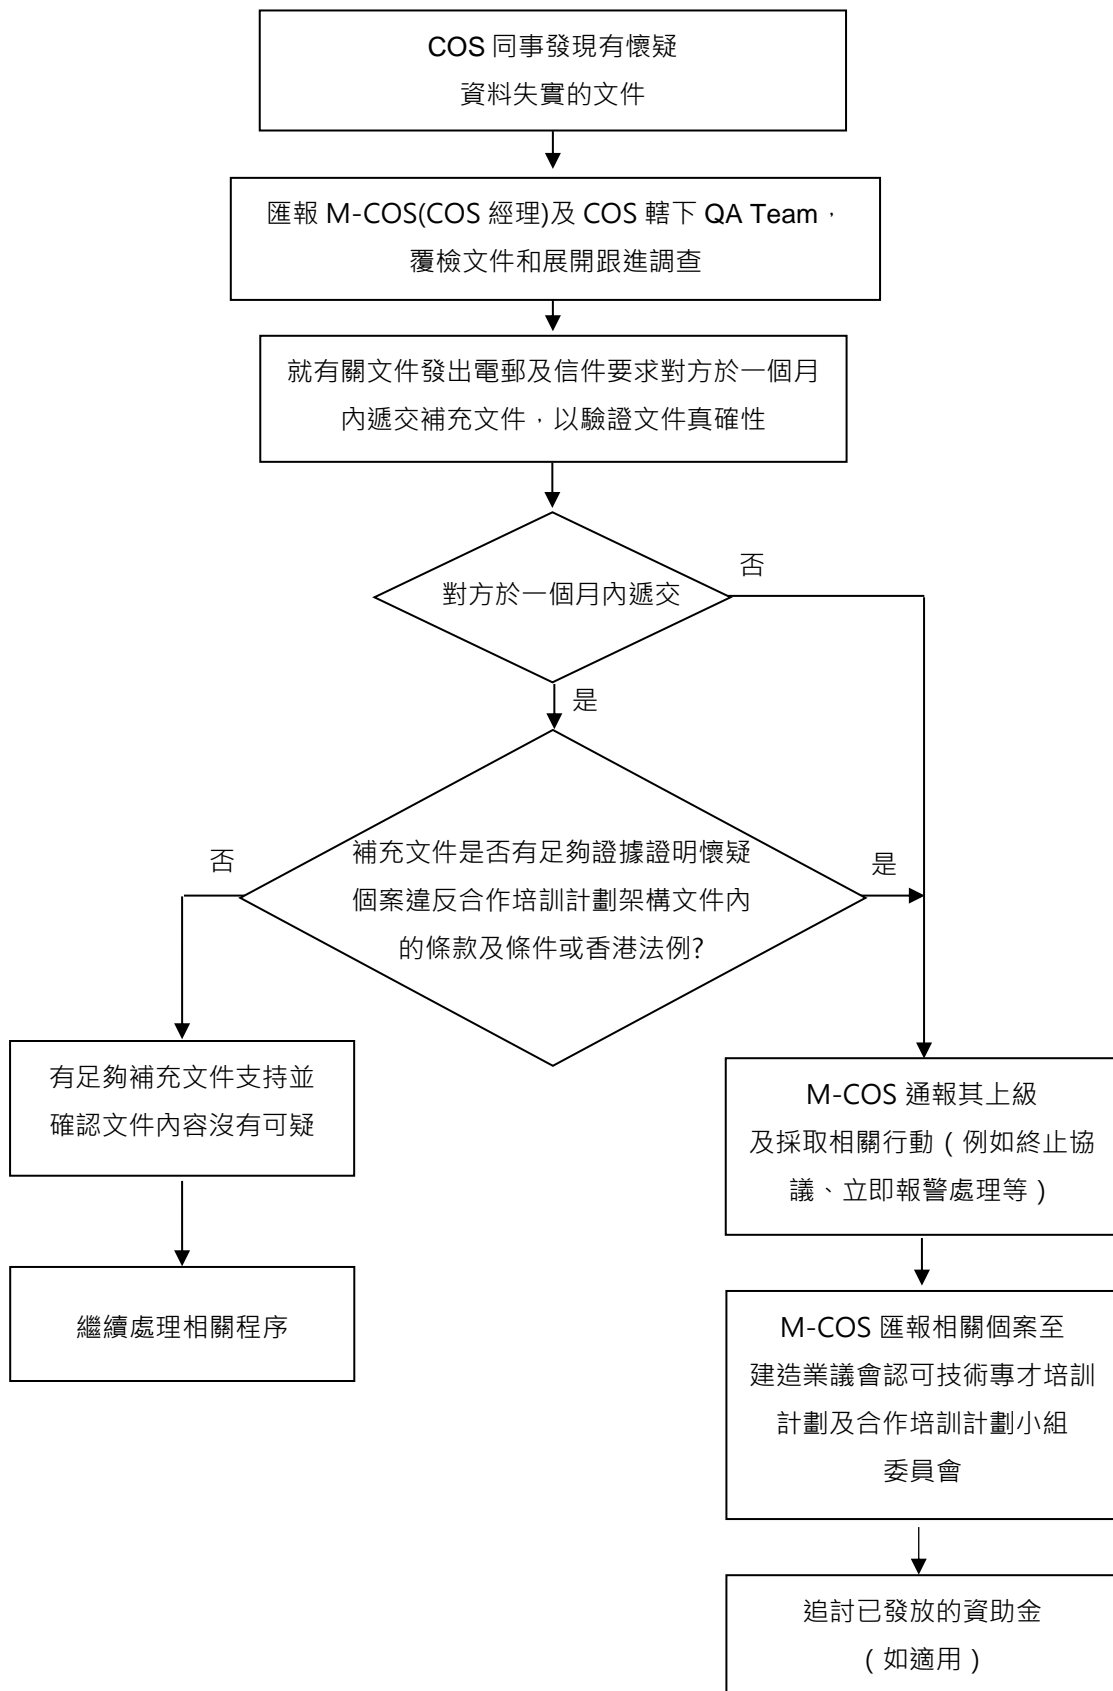 COS 同事發現有懷疑
資料失實的文件
匯報 M-COS(COS 經理)及 COS 轄下 QA Team，
覆檢文件和展開跟進調查
就有關文件發出電郵及信件要求對方於一個月
內遞交補充文件，以驗證文件真確性
對方於一個月內遞交
否
是
補充文件是否有足夠證據證明懷疑
個案違反合作培訓計劃架構文件內
的條款及條件或香港法例?
否
是
有足夠補充文件支持並
確認文件內容沒有可疑
繼續處理相關程序
M-COS 通報其上級
及採取相關行動（例如終止協
議、立即報警處理等）
M-COS 匯報相關個案至
建造業議會認可技術專才培訓
計劃及合作培訓計劃小組
委員會
追討已發放的資助金
（如適用）